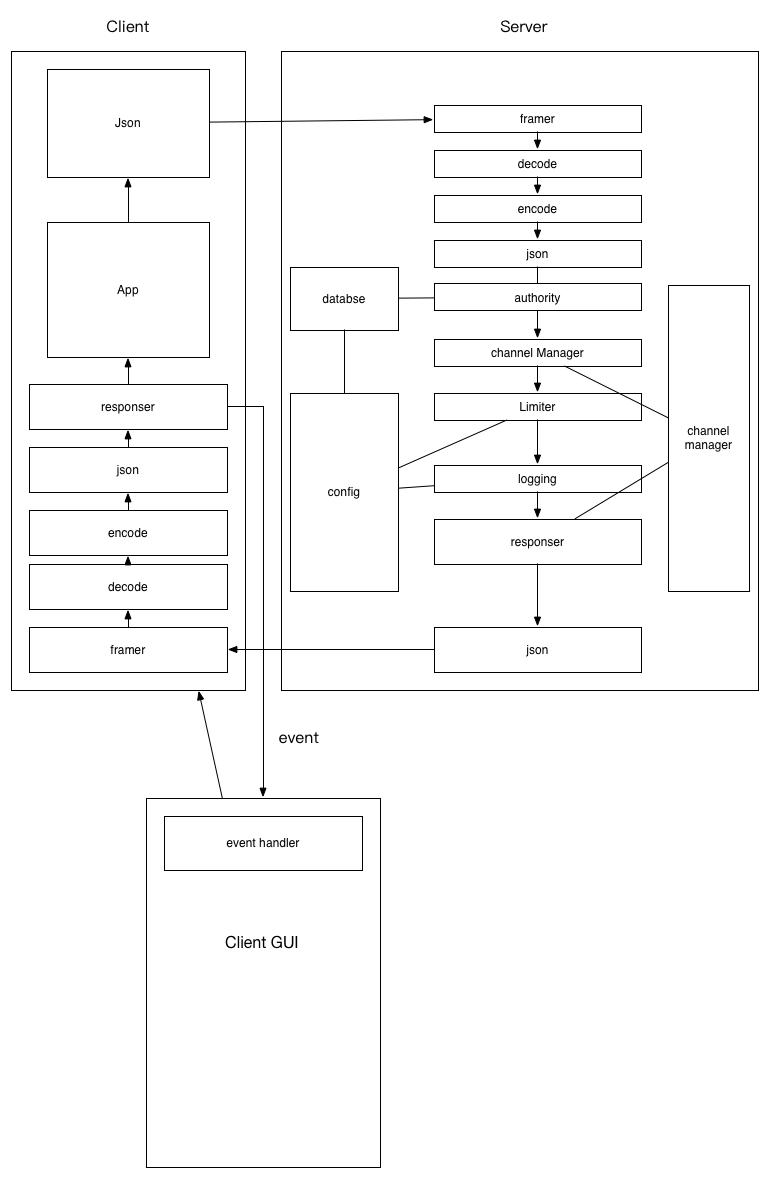 Client
Server
Json
App
responser
json
encode
decode
framer
framer
decode
encode
json
authority
channel Manager
Limiter
logging
responser
json
databse
config
channel
manager
event
event handler
Client GUI